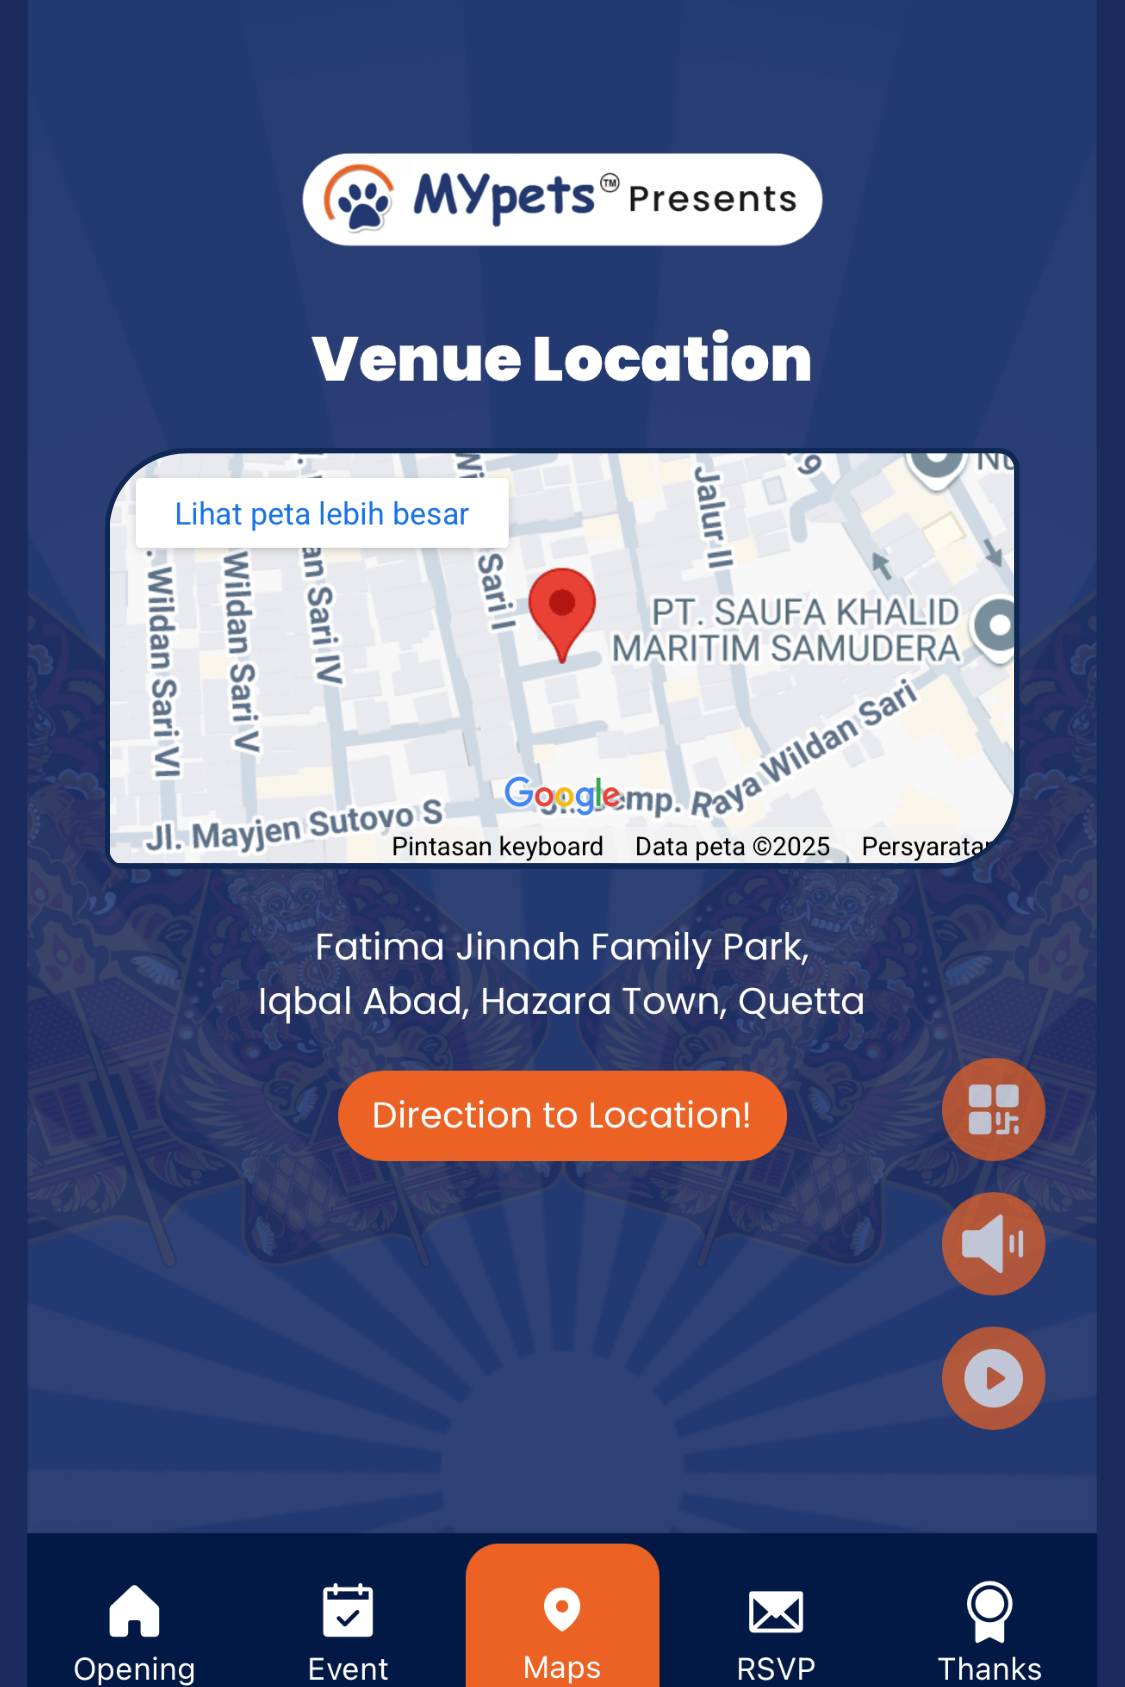 MYpets™ Presents
Venue Location
Lihat peta lebih besar
Wildan Sari VI
Wildan Sari V
an Sari IV
Sari I
Jalur II
PT. SAUFA KHALID
MARITIM SAMUDERA
Raya Wildan Sari
Jl. Mayjen Sutoyo S
Google
Pintasan keyboard
Data peta ©2025
Persyaratan
Fatima Jinnah Family Park,
Iqbal Abad, Hazara Town, Quetta
Direction to Location!
Opening
Event
Maps
RSVP
Thanks